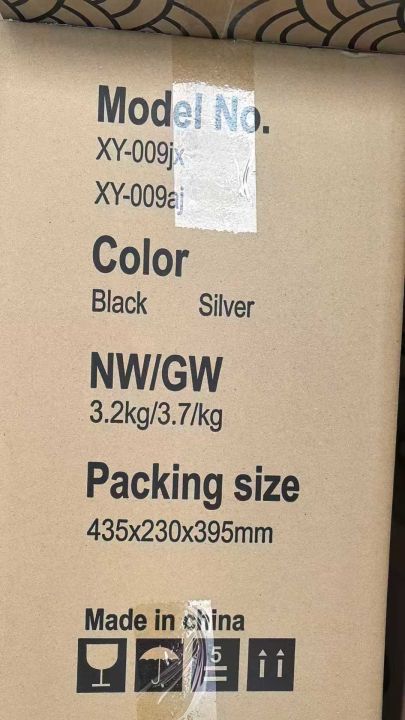 Model No.
XY-009jx
XY-009aj
Color
Black Silver
NW/GW
3.2kg/3.7/kg
Packing size
435x230x395mm
Made in china
5